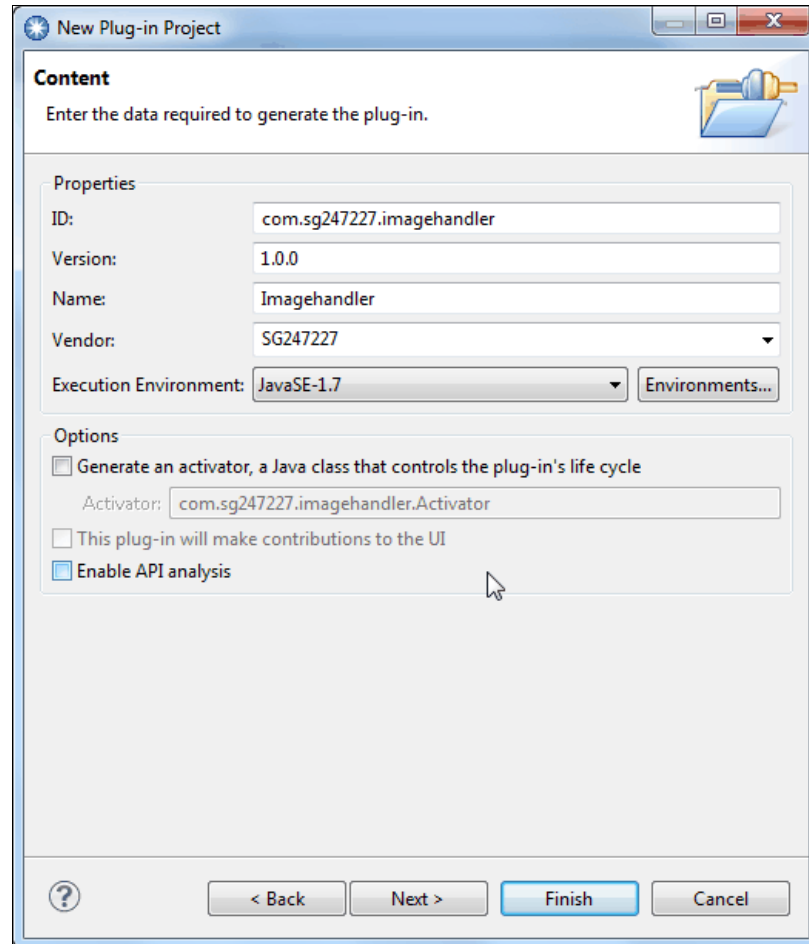 New Plug-in Project
Content
Enter the data required to generate the plug-in.
Properties
ID: com.sg247227.imagehandler
Version: 1.0.0
Name: Imagehandler
Vendor: SG247227
Execution Environment: JavaSE-1.7 Environments...
Options
Generate an activator, a Java class that controls the plug-in's life cycle
Activator: com.sg247227.imagehandler.Activator
This plug-in will make contributions to the UI
Enable API analysis
? < Back Next > Finish Cancel